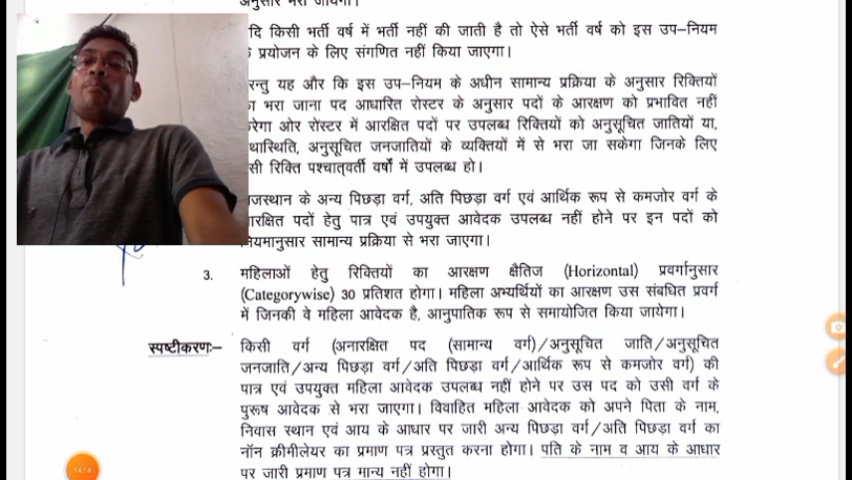 अनुसार भरा जायेगा।
यदि किसी भर्ती वर्ष में भर्ती नहीं की जाती है तो ऐसे भर्ती वर्ष को इस उप–नियम
प्रयोजन के लिए संगणित नहीं किया जाएगा।
परन्तु यह और कि इस उप–नियम के अधीन सामान्य प्रक्रिया के अनुसार रिक्तियों
भरा जाना पद आधारित रोस्टर के अनुसार पदों के आरक्षण को प्रभावित नहीं
करेगा ओर रोस्टर में आरक्षित पदों पर उपलब्ध रिक्तियों को अनुसूचित जातियों या,
यथास्थिति, अनुसूचित जनजातियों के व्यक्तियों में से भरा जा सकेगा जिनके लिए
ऐसी रिक्ति पश्चात्वर्ती वर्षों में उपलब्ध हो।
राजस्थान के अन्य पिछड़ा वर्ग, अति पिछड़ा वर्ग एवं आर्थिक रूप से कमजोर वर्ग के
आरक्षित पदों हेतु पात्र एवं उपयुक्त आवेदक उपलब्ध नहीं होने पर इन पदों को
नियमानुसार सामान्य प्रक्रिया से भरा जाएगा।
3. महिलाओं हेतु रिक्तियों का आरक्षण क्षैतिज (Horizontal) प्रवर्गानुसार
(Categorywise) 30 प्रतिशत होगा। महिला अभ्यर्थियों का आरक्षण उस संबधित प्रवर्ग
में जिनकी वे महिला आवेदक है, आनुपातिक रूप से समायोजित किया जायेगा।
स्पष्टीकरणः– किसी वर्ग (अनारक्षित पद (सामान्य वर्ग)/अनुसूचित जाति/अनुसूचित
जनजाति/अन्य पिछड़ा वर्ग/अति पिछड़ा वर्ग/आर्थिक रूप से कमजोर वर्ग) की
पात्र एवं उपयुक्त महिला आवेदक उपलब्ध नहीं होने पर उस पद को उसी वर्ग के
पुरूष आवेदक से भरा जाएगा। विवाहित महिला आवेदक को अपने पिता के नाम,
निवास स्थान एवं आय के आधार पर जारी अन्य पिछड़ा वर्ग/अति पिछड़ा वर्ग का
नॉन क्रीमीलेयर का प्रमाण पत्र प्रस्तुत करना होगा। पति के नाम व आय के आधार
पर जारी प्रमाण पत्र मान्य नहीं होगा।
14:14